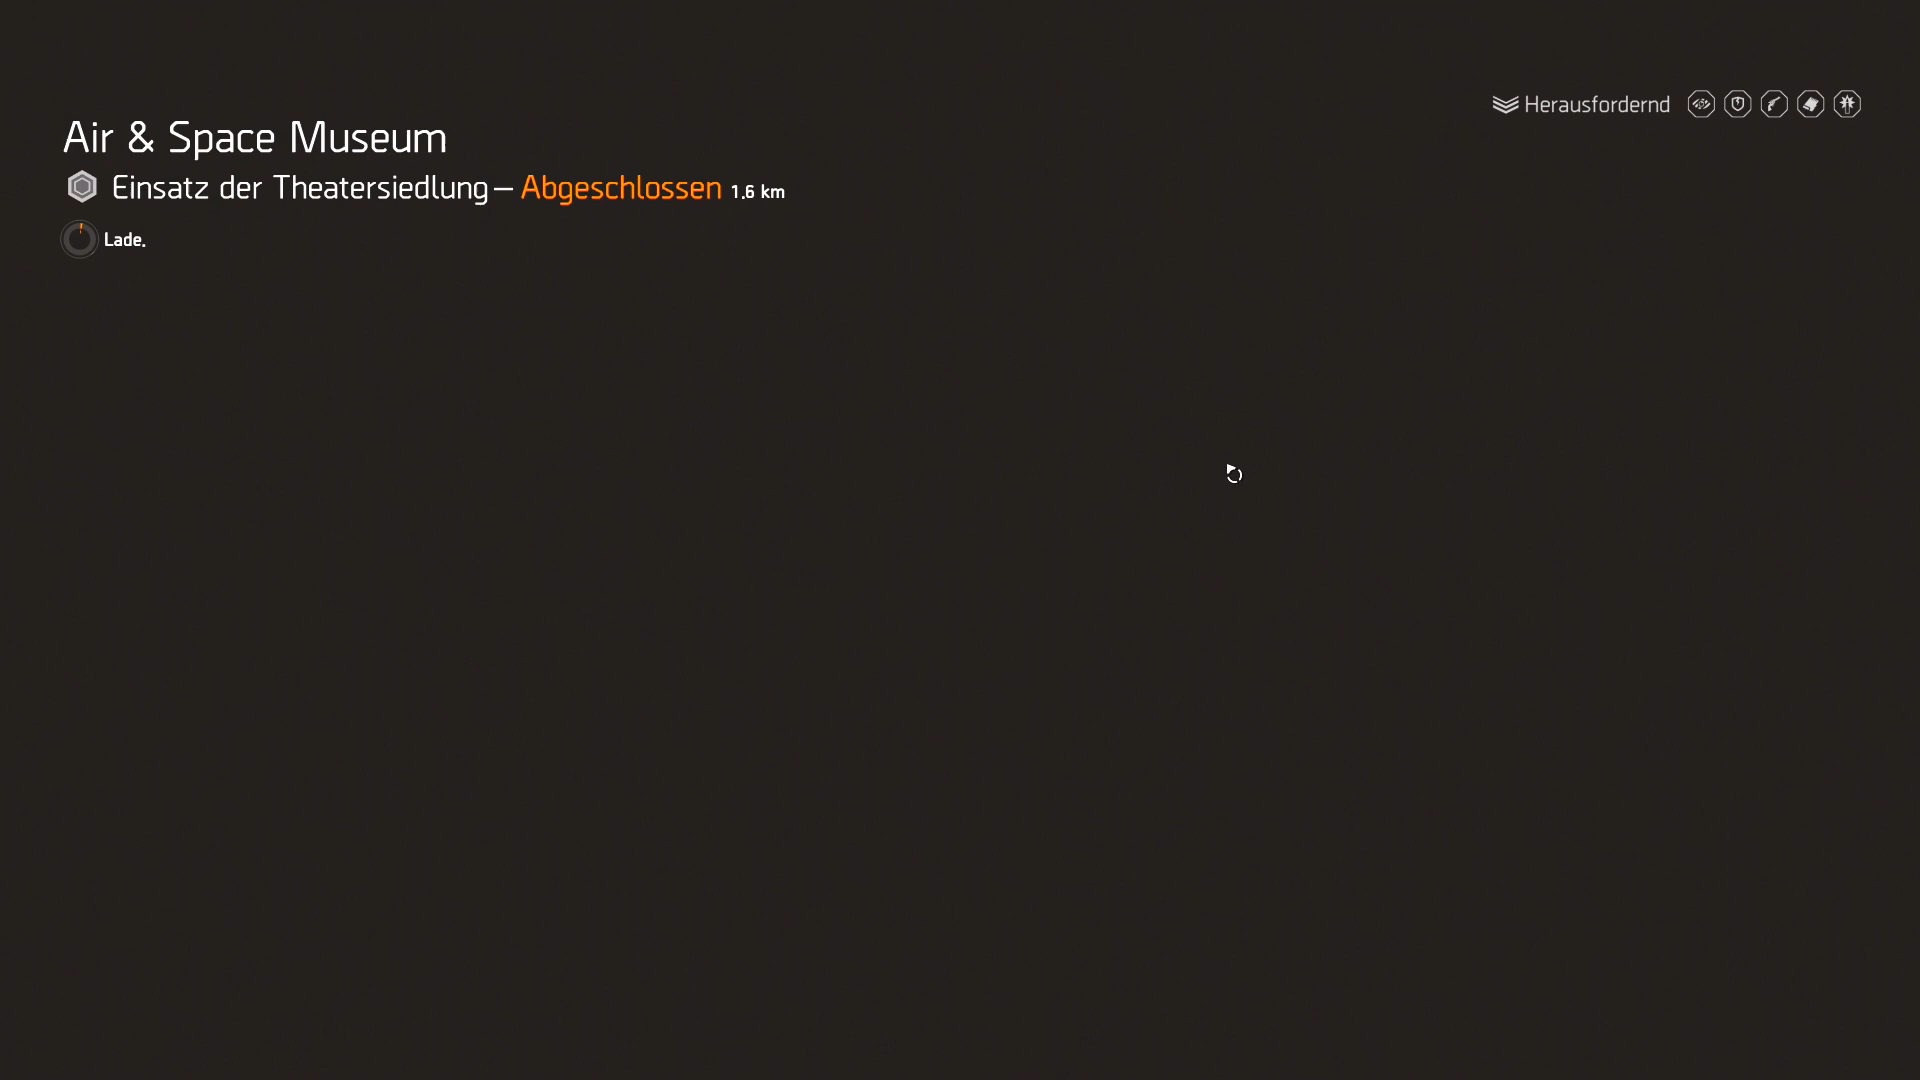 Herausfordernd
Air & Space Museum
Einsatz der Theatersiedlung — Abgeschlossen 1.6 km
Lade.